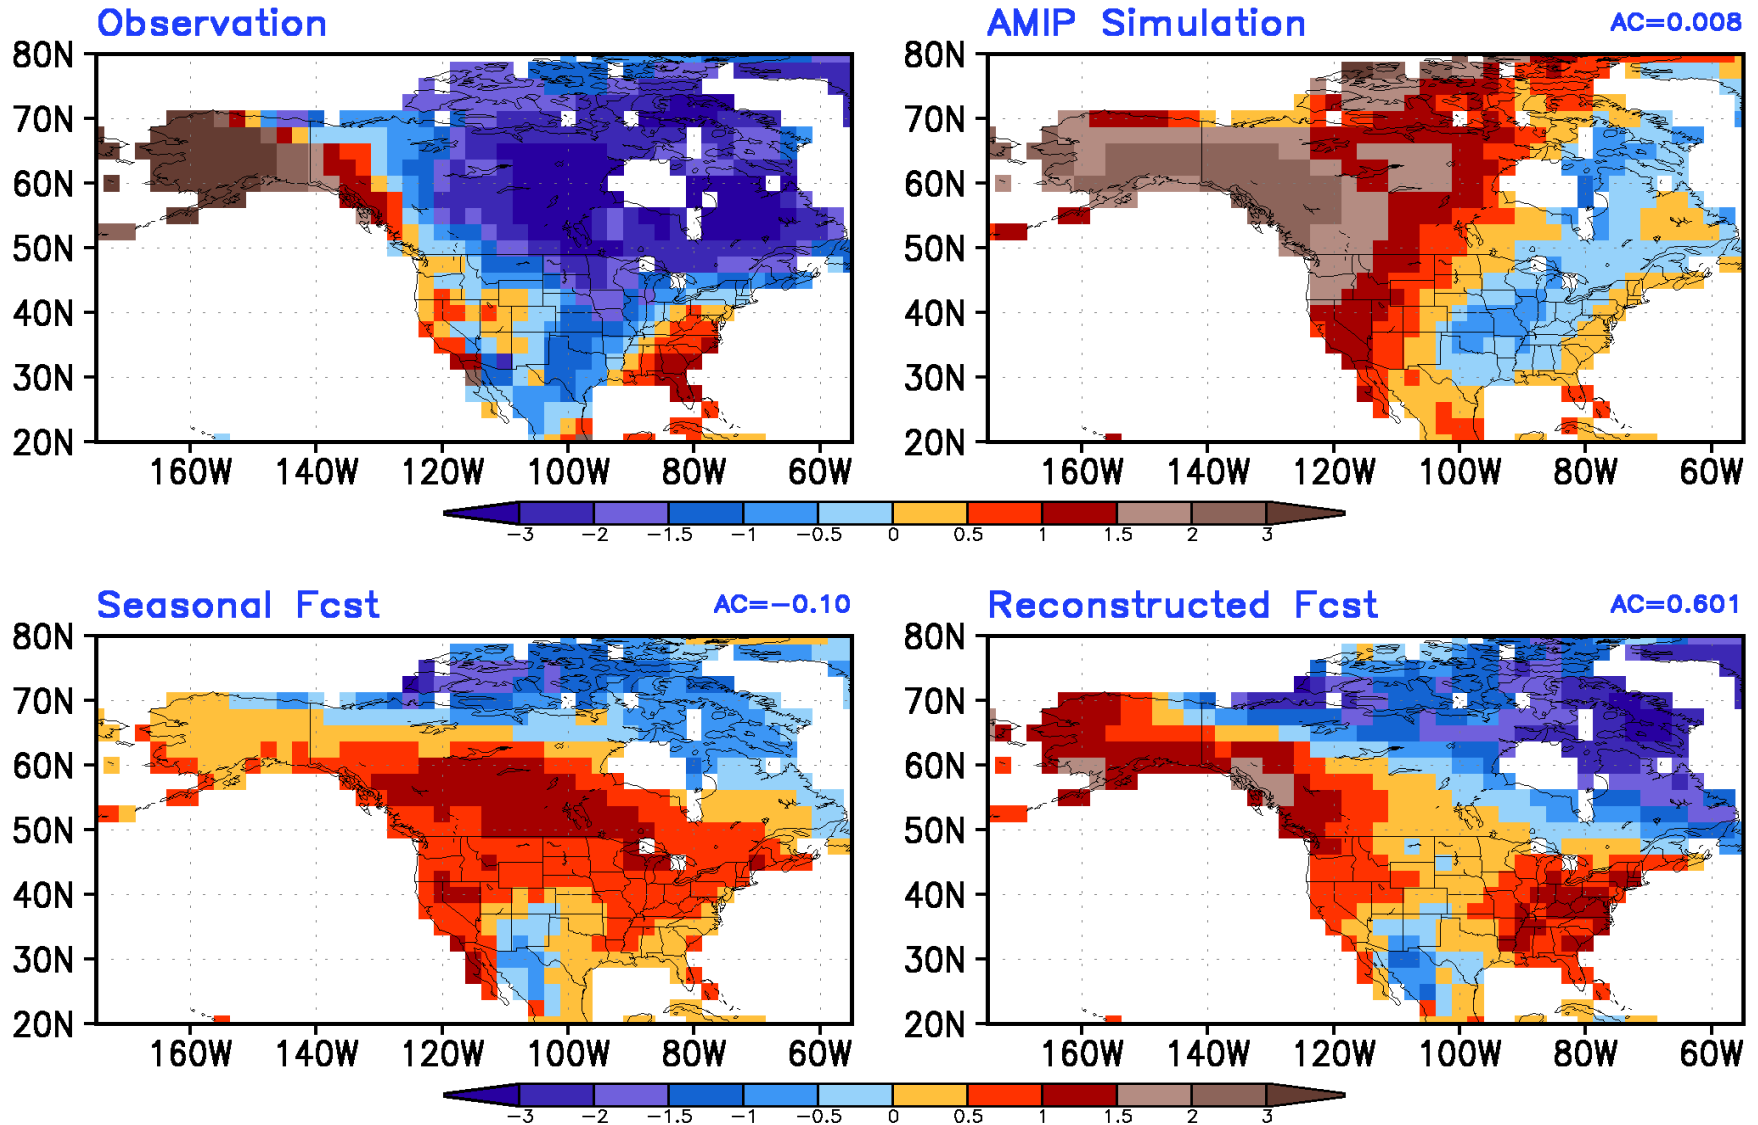 Observation
AMIP Simulation AC=0.008
80N 80N
70N 70N
60N 60N
50N 50N
40N 40N
30N 30N
20N 20N
160W 140W 120W 100W 80W 60W 160W 140W 120W 100W 80W 60W
-3 -2 -1.5 -1 -0.5 0 0.5 1 1.5 2 3
Seasonal Fcst AC=-0.10
Reconstructed Fcst AC=0.601
80N 80N
70N 70N
60N 60N
50N 50N
40N 40N
30N 30N
20N 20N
160W 140W 120W 100W 80W 60W 160W 140W 120W 100W 80W 60W
-3 -2 -1.5 -1 -0.5 0 0.5 1 1.5 2 3